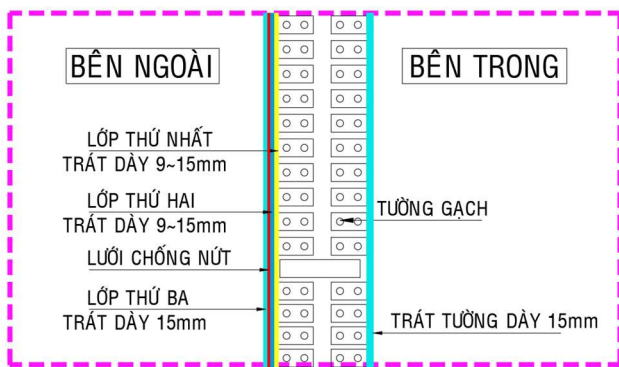 BÊN NGOÀI
BÊN TRONG
LỚP THỨ NHẤT
TRÁT DÀY 9~15mm
LỚP THỨ HAI
TRÁT DÀY 9~15mm
TƯỜNG GẠCH
LƯỚI CHỐNG NỨT
LỚP THỨ BA
TRÁT DÀY 15mm
TRÁT TƯỜNG DÀY 15mm